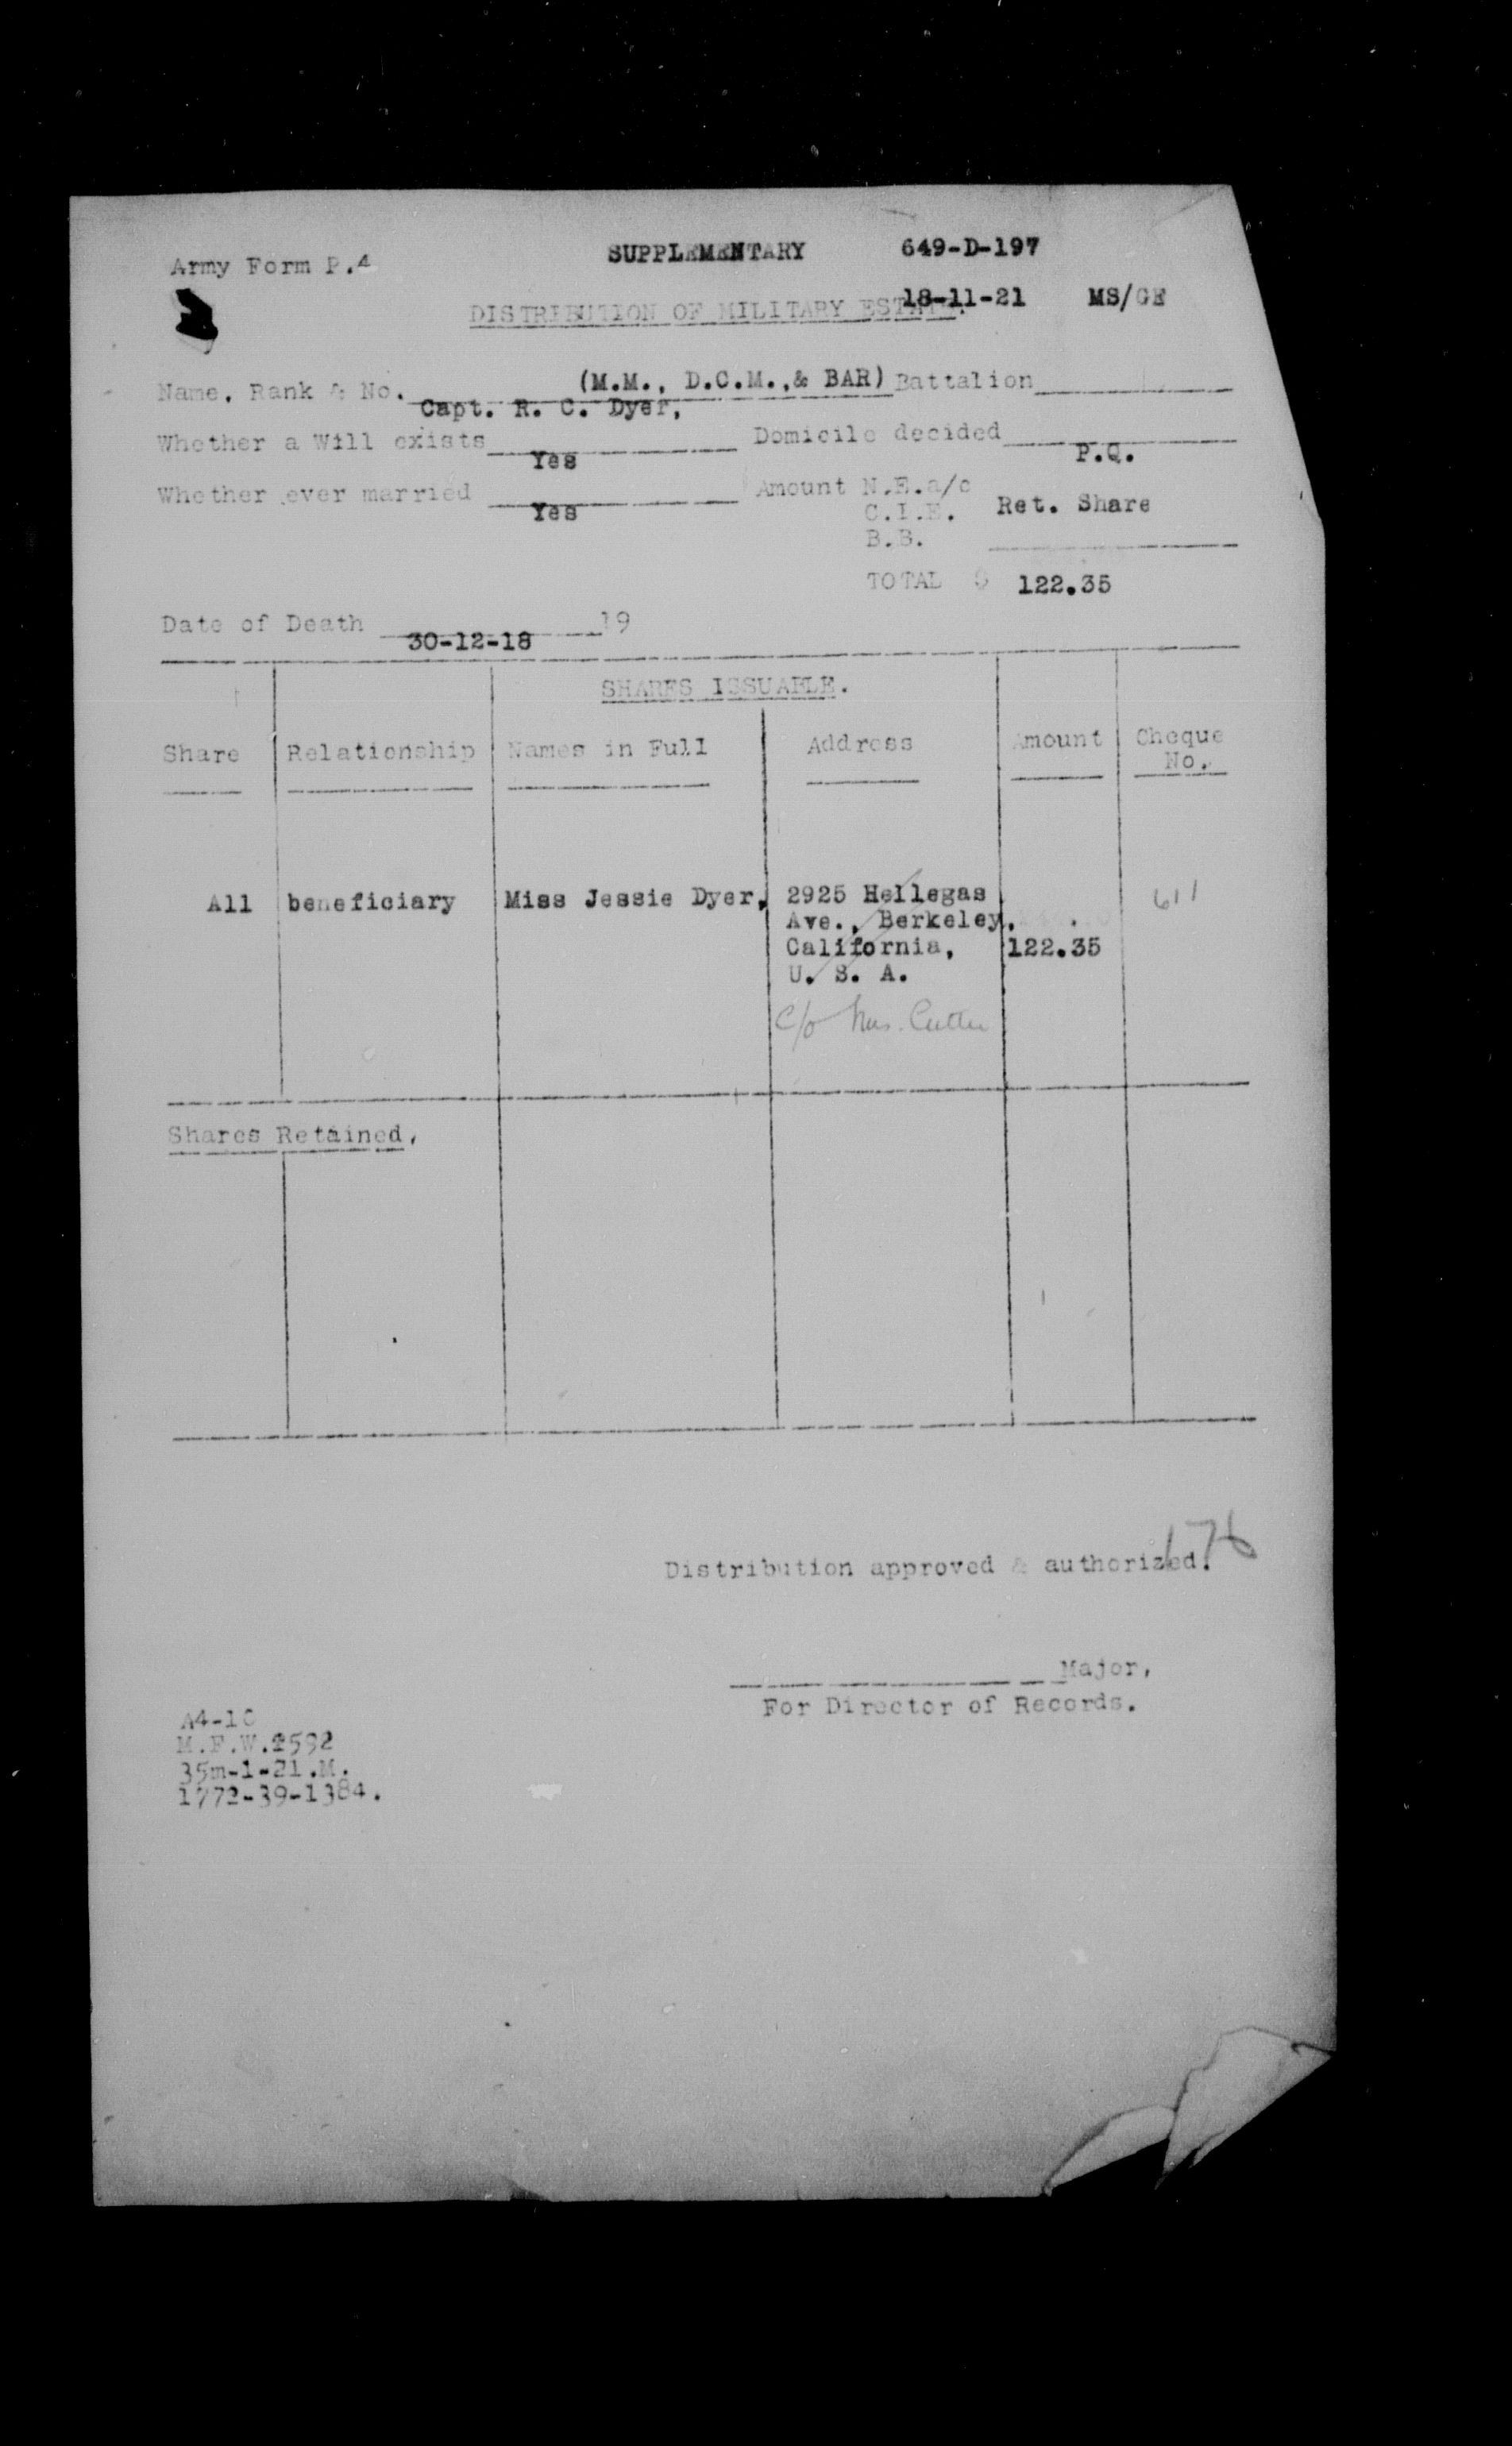 Army Form P.4
SUPPLEMENTARY 649-D-197
DISTRIBUTION OF MILITARY ESTATE. 18-11-21 MS/GE
(M.M., D.C.M.,& BAR)
Name, Rank & No. Capt. R. C. Dyer, Battalion
Whether a Will exists Yes Domicile decided P.Q.
Whether ever married Yes Amount N.E.a/c
C.I.E. Ret. Share
B.B.
TOTAL $ 122.35
Date of Death 30-12-18 19
SHARES ISSUABLE.
Share Relationship Names in Full Address Amount Cheque No.
All beneficiary Miss Jessie Dyer, 2925 Hellegas 611
Ave., Berkeley,
California, 122.35
U. S. A.
c/o Mrs. Cutter
Shares Retained,
176
Distribution approved & authorized.
Major,
For Director of Records.
A4-10
M.F.W.2592
35m-1-21.M.
1772-39-1384.